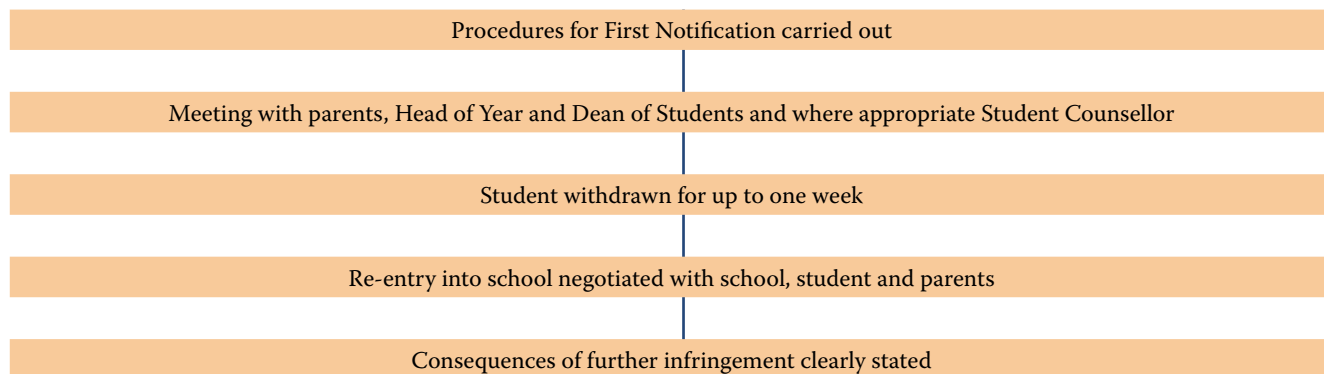 Procedures for First Notification carried out
Meeting with parents, Head of Year and Dean of Students and where appropriate Student Counsellor
Student withdrawn for up to one week
Re-entry into school negotiated with school, student and parents
Consequences of further infringement clearly stated